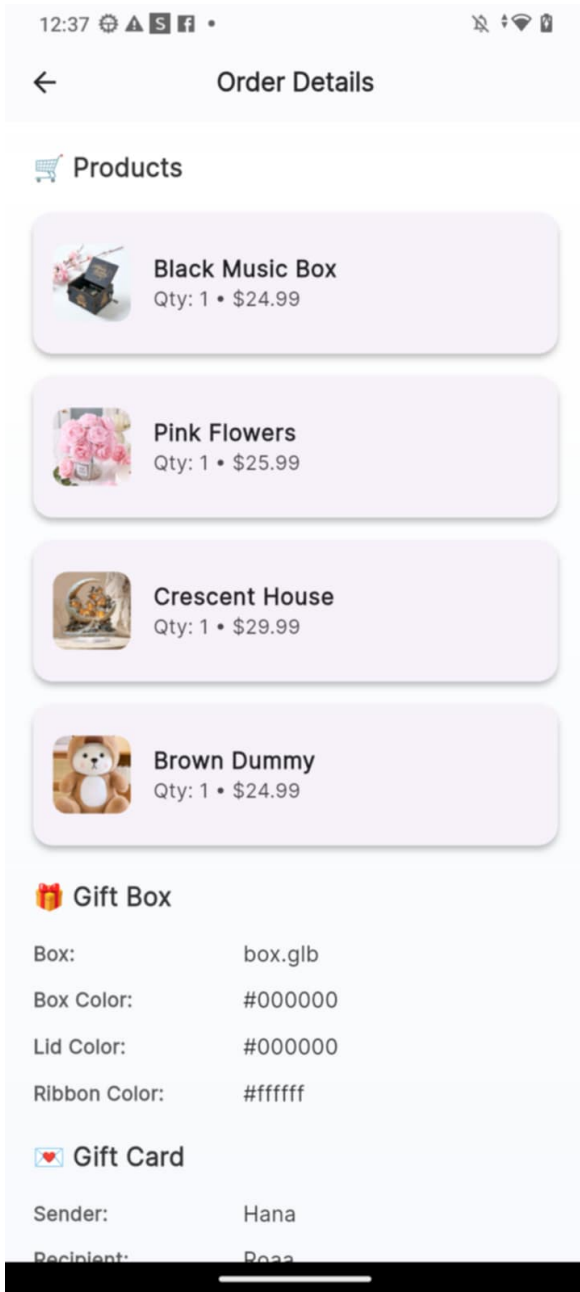 12:37
Order Details
Products
Black Music Box
Qty: 1 • $24.99
Pink Flowers
Qty: 1 • $25.99
Crescent House
Qty: 1 • $29.99
Brown Dummy
Qty: 1 • $24.99
Gift Box
Box: box.glb
Box Color: #000000
Lid Color: #000000
Ribbon Color: #ffffff
Gift Card
Sender: Hana
Recipient: Roaa